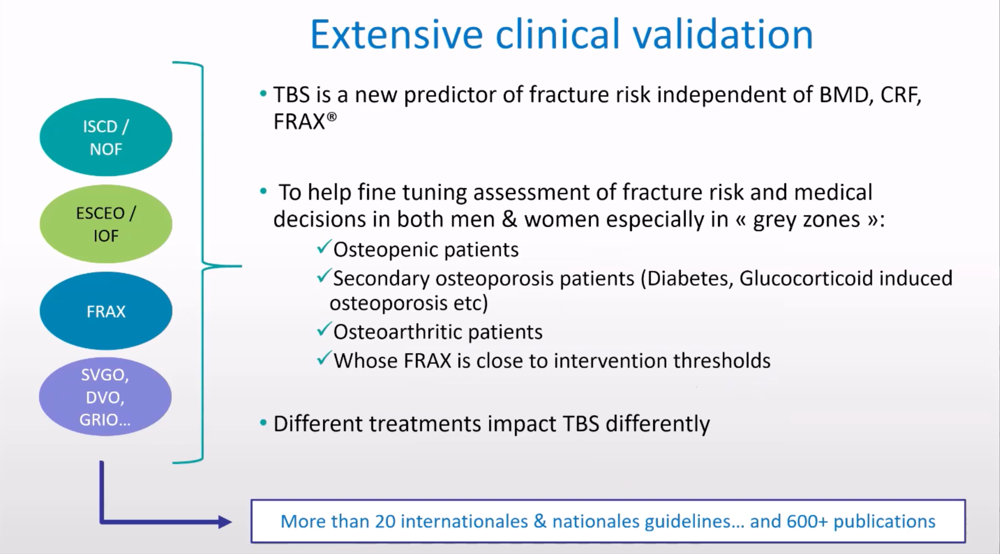 Extensive clinical validation
ISCD /
NOF
ESCEO /
IOF
FRAX
SVGO,
DVO,
GRIO...
• TBS is a new predictor of fracture risk independent of BMD, CRF,
FRAX®
• To help fine tuning assessment of fracture risk and medical
decisions in both men & women especially in « grey zones »:
✓Osteopenic patients
✓Secondary osteoporosis patients (Diabetes, Glucocorticoid induced
osteoporosis etc)
✓Osteoarthritic patients
✓Whose FRAX is close to intervention thresholds
• Different treatments impact TBS differently
More than 20 internationales & nationales guidelines... and 600+ publications